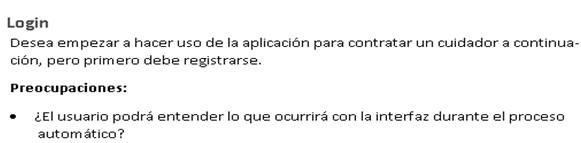 Login
Desea empezar a hacer uso de la aplicación para contratar un cuidador a continua-
ción, pero primero debe registrarse.
Preocupaciones:
• ¿El usuario podrá entender lo que ocurrirá con la interfaz durante el proceso
automático?